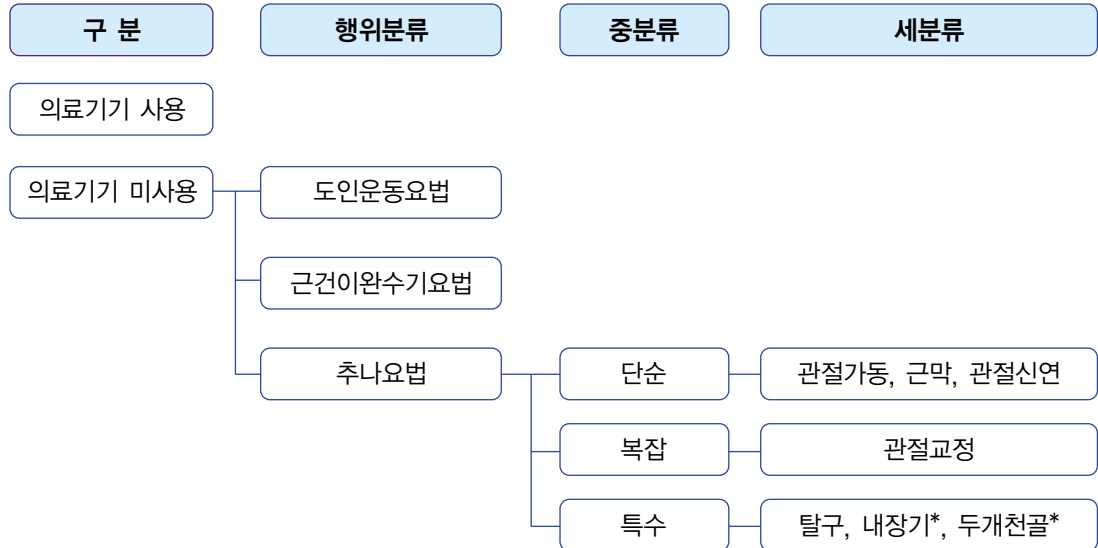 구 분 행위분류 중분류 세분류
의료기기 사용
의료기기 미사용 도인운동요법
근건이완수기요법
추나요법 단순 관절가동, 근막, 관절신연
복잡 관절교정
특수 탈구, 내장기*, 두개천골*